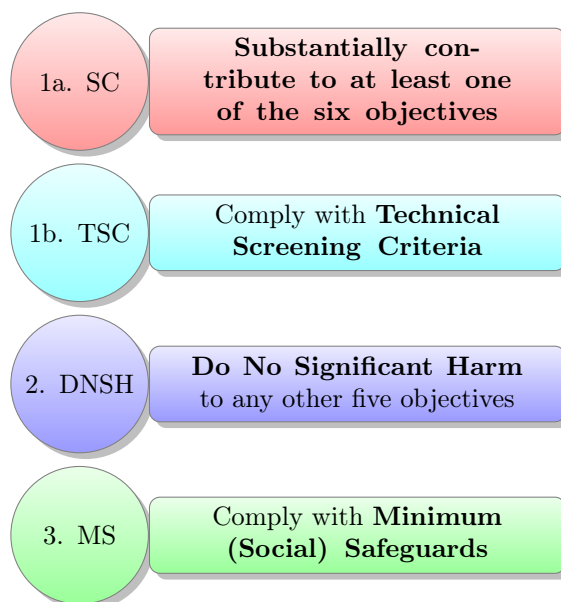 1a. SC
Substantially con-
tribute to at least one
of the six objectives
1b. TSC
Comply with Technical
Screening Criteria
2. DNSH
Do No Significant Harm
to any other five objectives
3. MS
Comply with Minimum
(Social) Safeguards